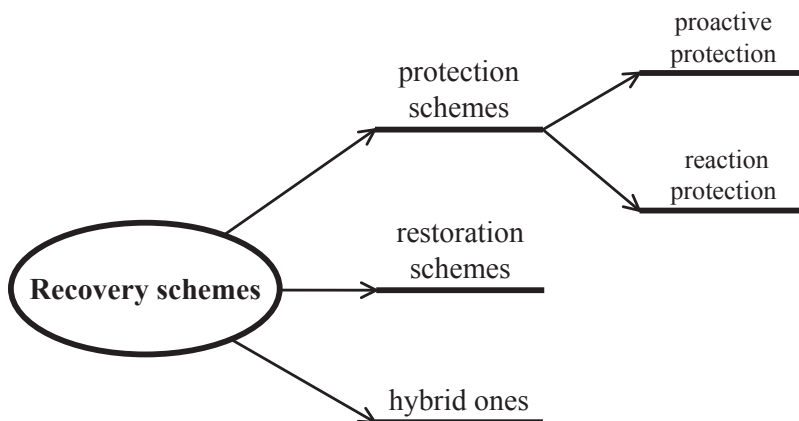 proactive
protection
protection
schemes
reaction
protection
restoration
schemes
Recovery schemes
hybrid ones